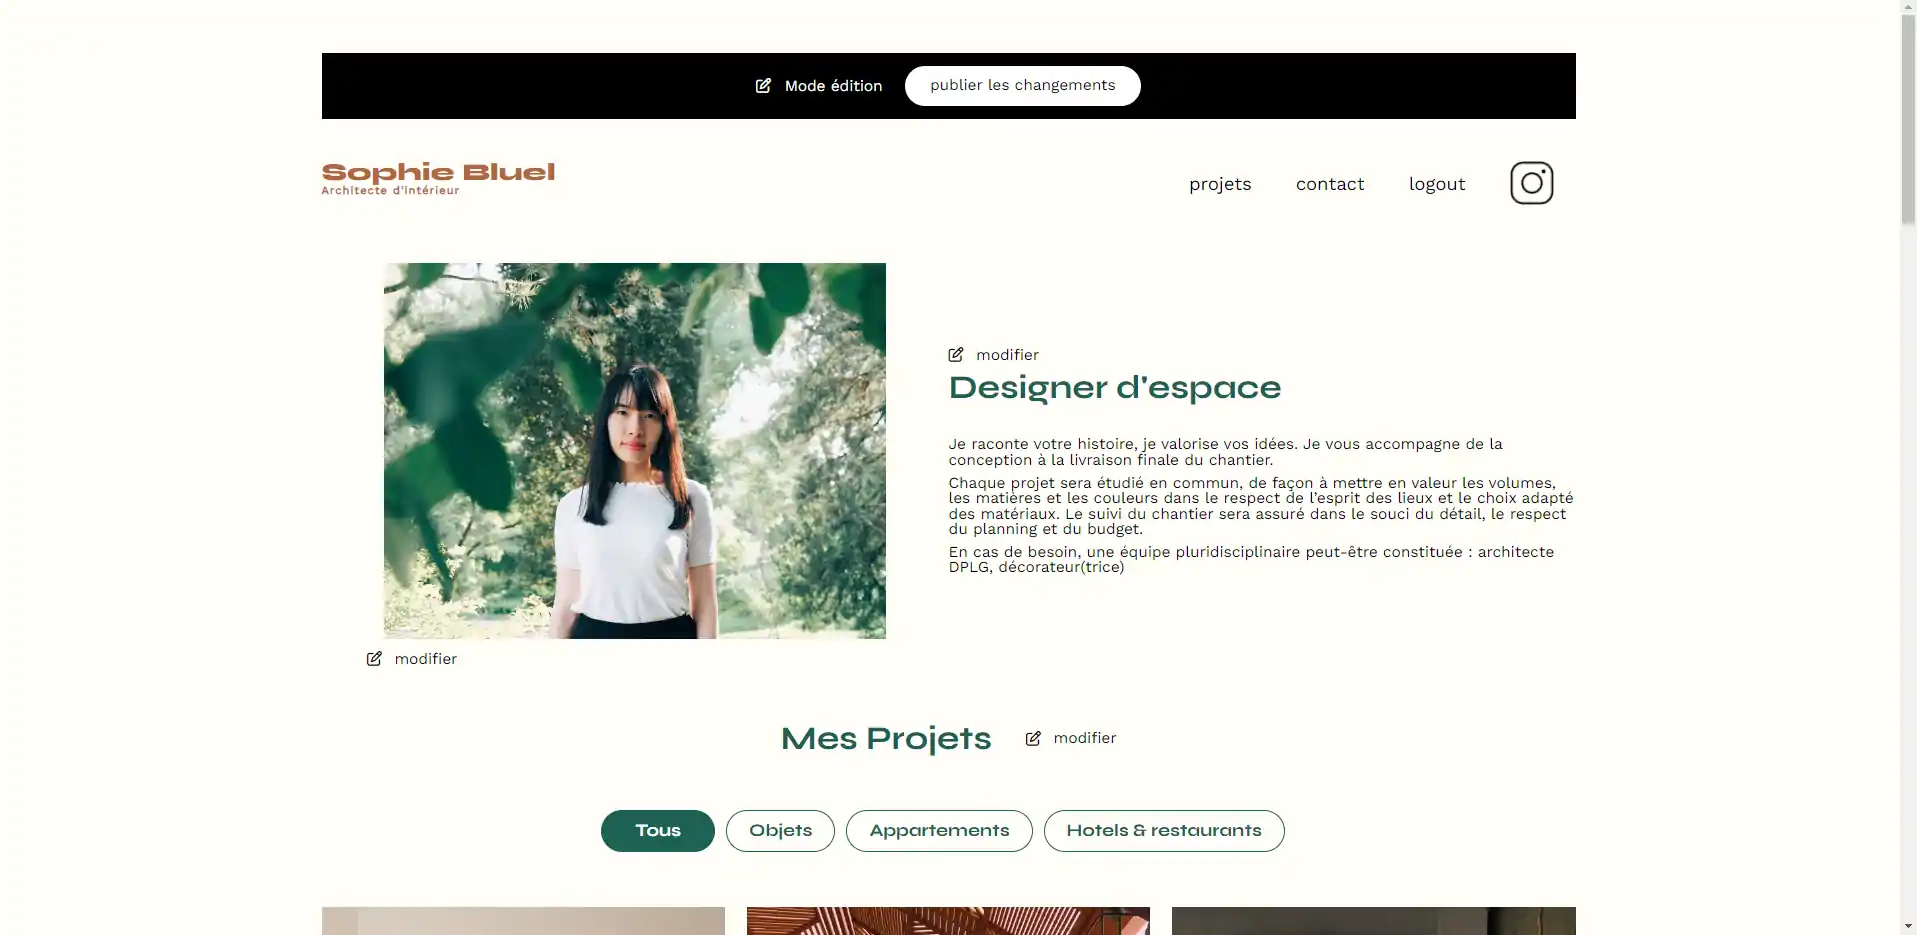 Mode édition publier les changements
Sophie Bluel
Architecte d'intérieur
projets contact logout
modifier
Designer d'espace
Je raconte votre histoire, je valorise vos idées. Je vous accompagne de la
conception à la livraison finale du chantier.
Chaque projet sera étudié en commun, de façon à mettre en valeur les volumes,
les matières et les couleurs dans le respect de l'esprit des lieux et le choix adapté
des matériaux. Le suivi du chantier sera assuré dans le souci du détail, le respect
du planning et du budget.
En cas de besoin, une équipe pluridisciplinaire peut-être constituée : architecte
DPLG, décorateur(trice)
modifier
Mes Projets modifier
Tous Objets Appartements Hotels & restaurants